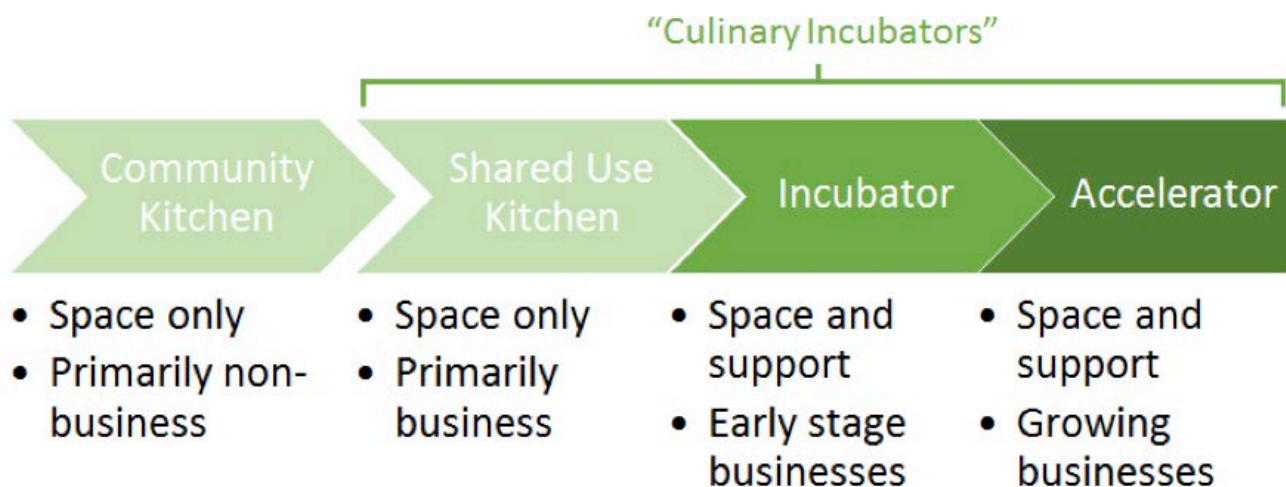 “Culinary Incubators”
Community
Kitchen
Shared Use
Kitchen
Incubator
Accelerator
• Space only
• Primarily non-
business
• Space only
• Primarily
business
• Space and
support
• Early stage
businesses
• Space and
support
• Growing
businesses